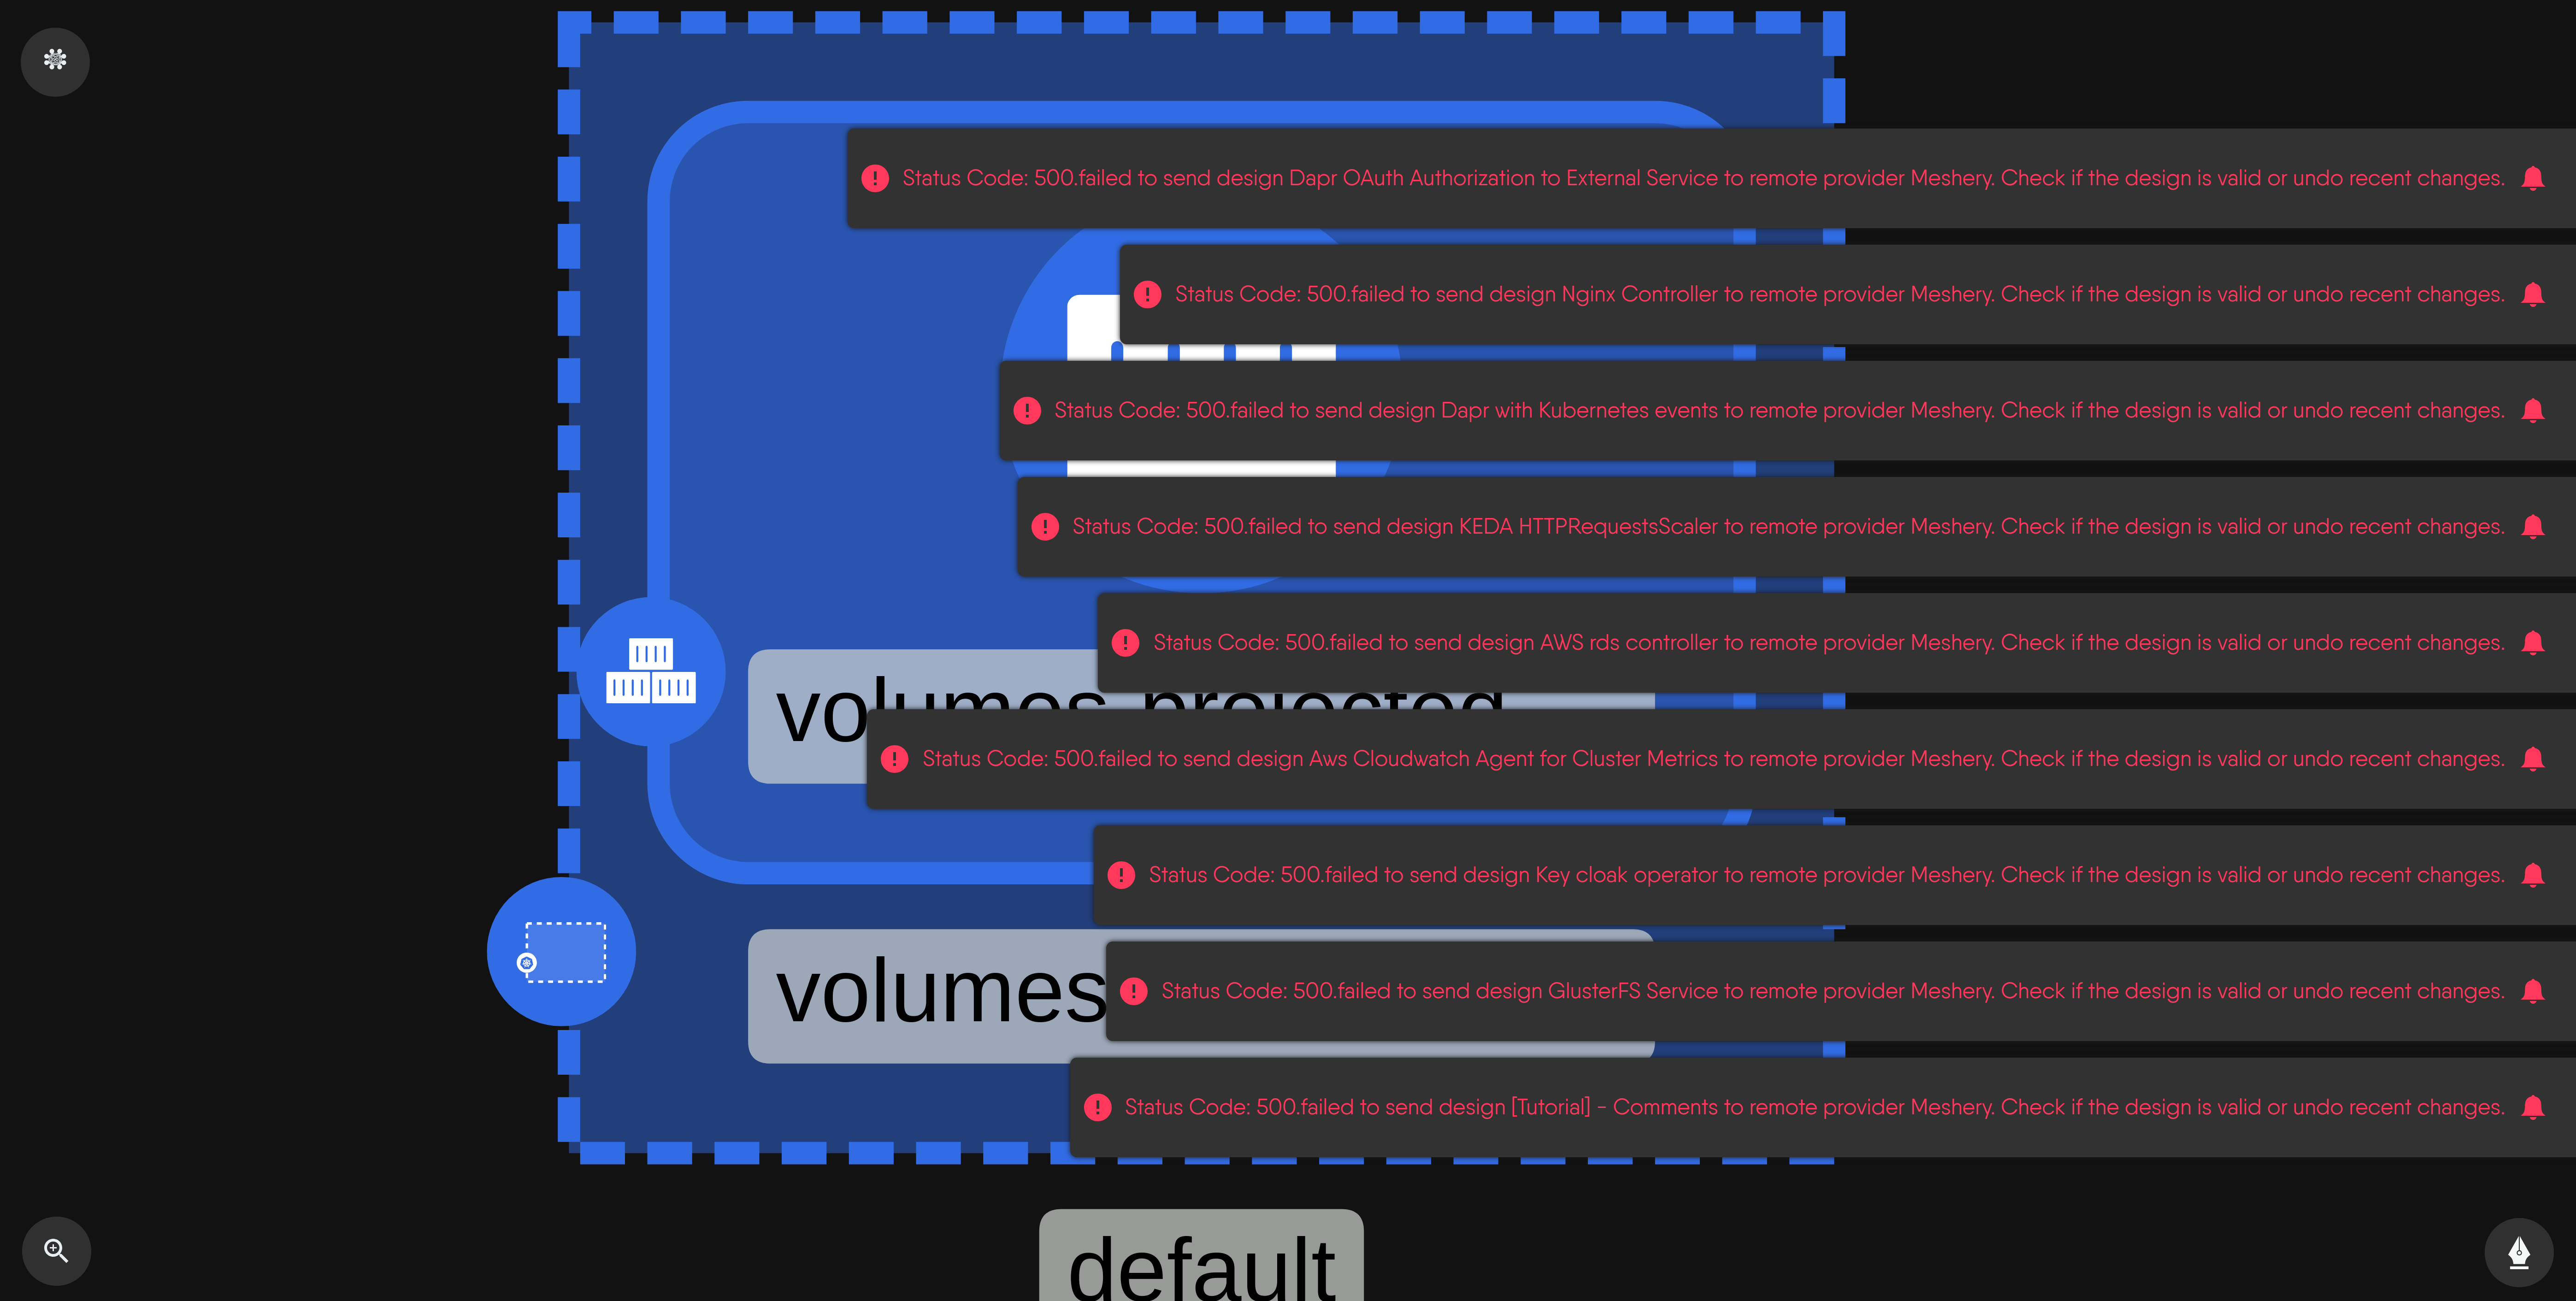 Status Code: 500.failed to send design Dapr OAuth Authorization to External Service to remote provider Meshery. Check if the design is valid or undo recent changes.
Status Code: 500.failed to send design Nginx Controller to remote provider Meshery. Check if the design is valid or undo recent changes.
Status Code: 500.failed to send design Dapr with Kubernetes events to remote provider Meshery. Check if the design is valid or undo recent changes.
Status Code: 500.failed to send design KEDA HTTPRequestsScaler to remote provider Meshery. Check if the design is valid or undo recent changes.
Status Code: 500.failed to send design AWS rds controller to remote provider Meshery. Check if the design is valid or undo recent changes.
volumes-projected
Status Code: 500.failed to send design Aws Cloudwatch Agent for Cluster Metrics to remote provider Meshery. Check if the design is valid or undo recent changes.
Status Code: 500.failed to send design Key cloak operator to remote provider Meshery. Check if the design is valid or undo recent changes.
volumes
Status Code: 500.failed to send design GlusterFS Service to remote provider Meshery. Check if the design is valid or undo recent changes.
Status Code: 500.failed to send design [Tutorial] - Comments to remote provider Meshery. Check if the design is valid or undo recent changes.
default